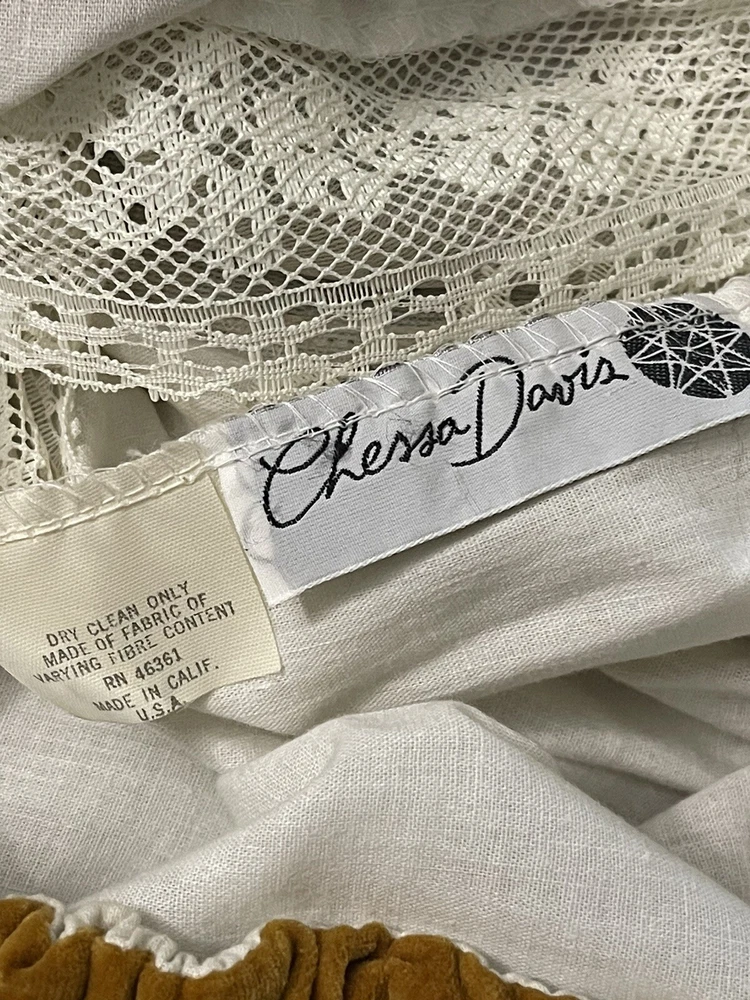 Chessa Davis
DRY CLEAN ONLY
MADE OF FABRIC OF
VARYING FIBRE CONTENT
RN 46361
MADE IN CALIF.
U.S.A.